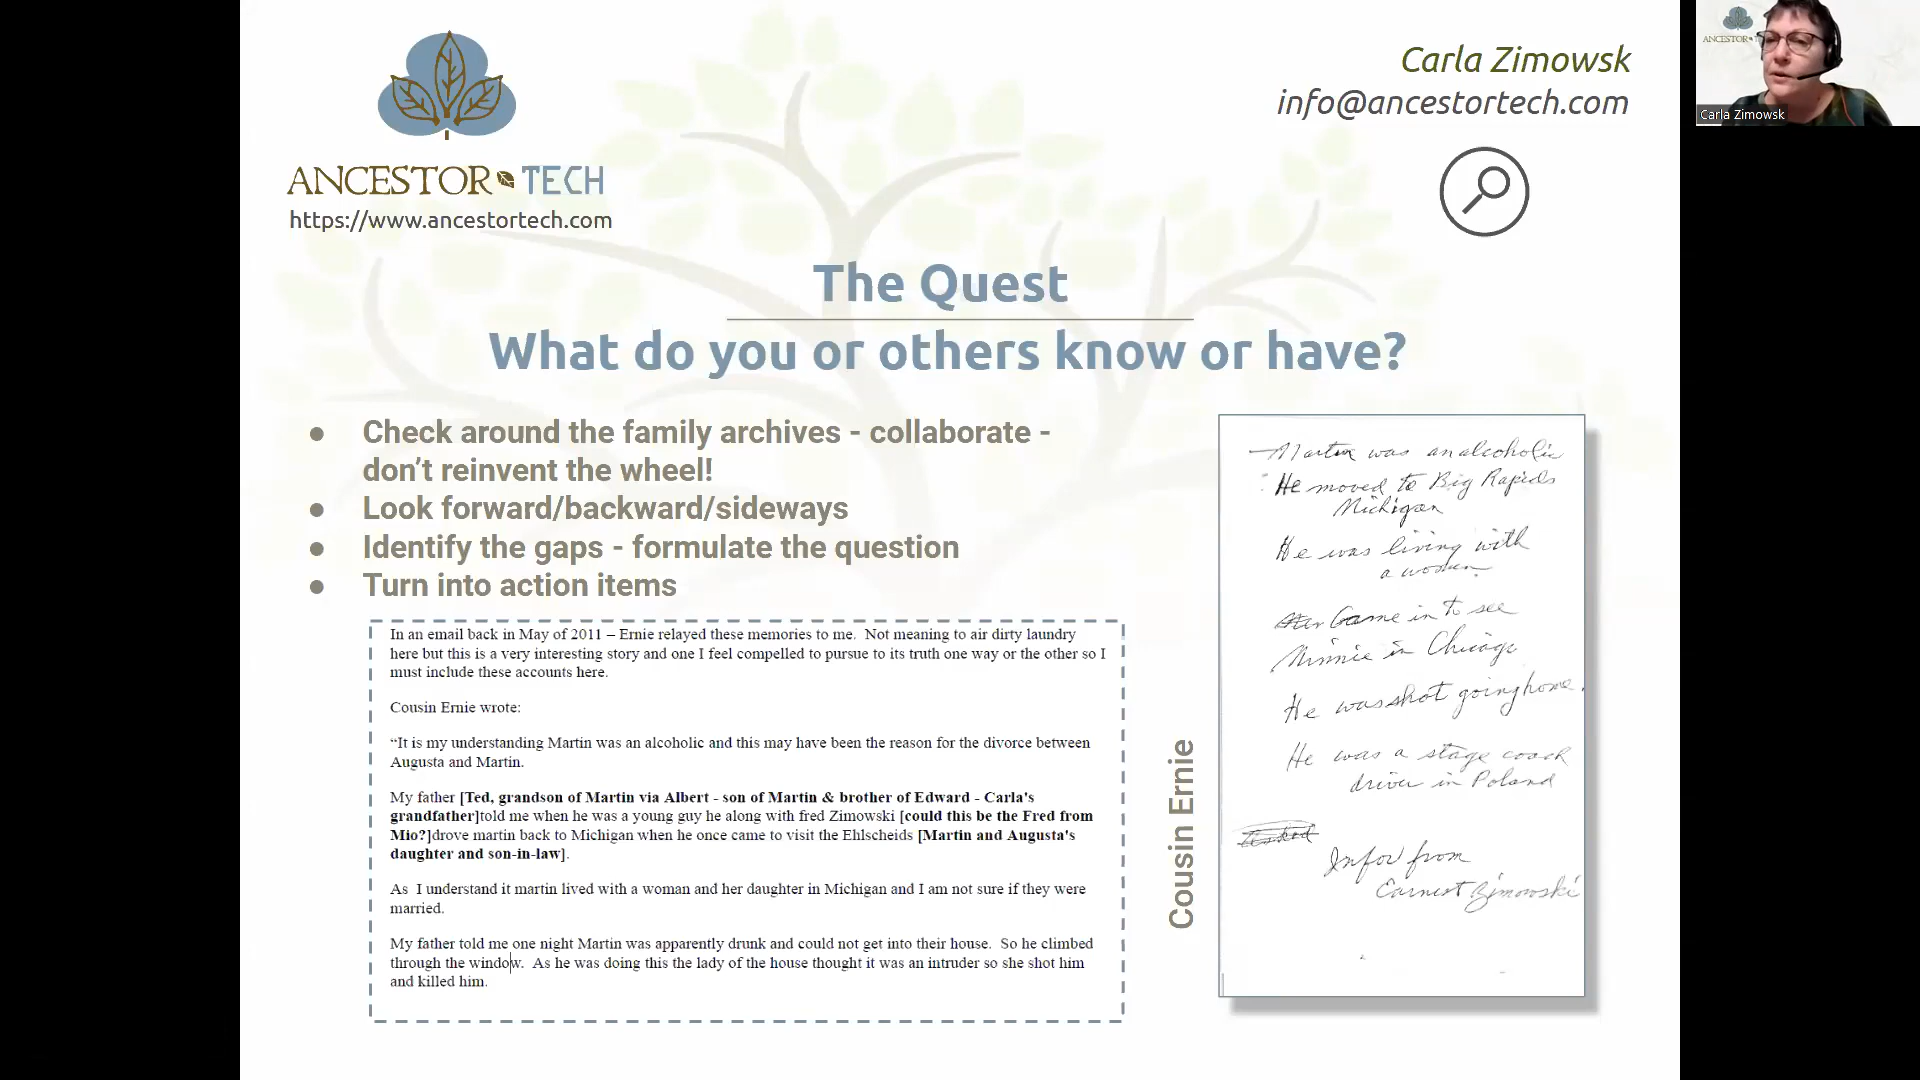 ANCESTOR TECH
https://www.ancestortech.com
Carla Zimowsk
info@ancestortech.com
The Quest
What do you or others know or have?
● Check around the family archives - collaborate -
don’t reinvent the wheel!
● Look forward/backward/sideways
● Identify the gaps - formulate the question
● Turn into action items
In an email back in May of 2011 – Ernie relayed these memories to me.  Not meaning to air dirty laundry
here but this is a very interesting story and one I feel compelled to pursue to its truth one way or the other so I
must include these accounts here.
Cousin Ernie wrote:
“It is my understanding Martin was an alcoholic and this may have been the reason for the divorce between
Augusta and Martin.
My father [Ted, grandson of Martin via Albert - son of Martin & brother of Edward - Carla's
grandfather]told me when he was a young guy he along with fred Zimowski [could this be the Fred from
Mio?]drove martin back to Michigan when he once came to visit the Ehlscheids [Martin and Augusta's
daughter and son-in-law].
As  I understand it martin lived with a woman and her daughter in Michigan and I am not sure if they were
married.
My father told me one night Martin was apparently drunk and could not get into their house.  So he climbed
through the window.  As he was doing this the lady of the house thought it was an intruder so she shot him
and killed him.
Cousin Ernie
Martin was an alcoholic
He moved to Big Rapids
Michigan
He was living with
a woman
Came in to see
Minnie in Chicago
He was shot going home.
He was a stage coach
driver in Poland
Infor from
Earnest Zimowski
ANCESTOR
Carla Zimowsk